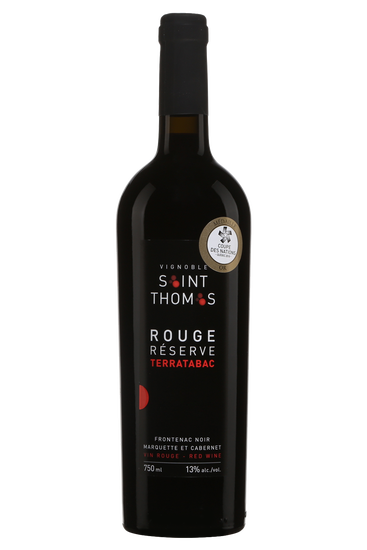 VIGNOBLE
SAINT
THOMAS
ROUGE
RÉSERVE
TERRATABAC
FRONTENAC NOIR
MARQUETTE ET CABERNET
VIN ROUGE - RED WINE
750 ml 13% alc./vol.
COUPE
DES NATIONS